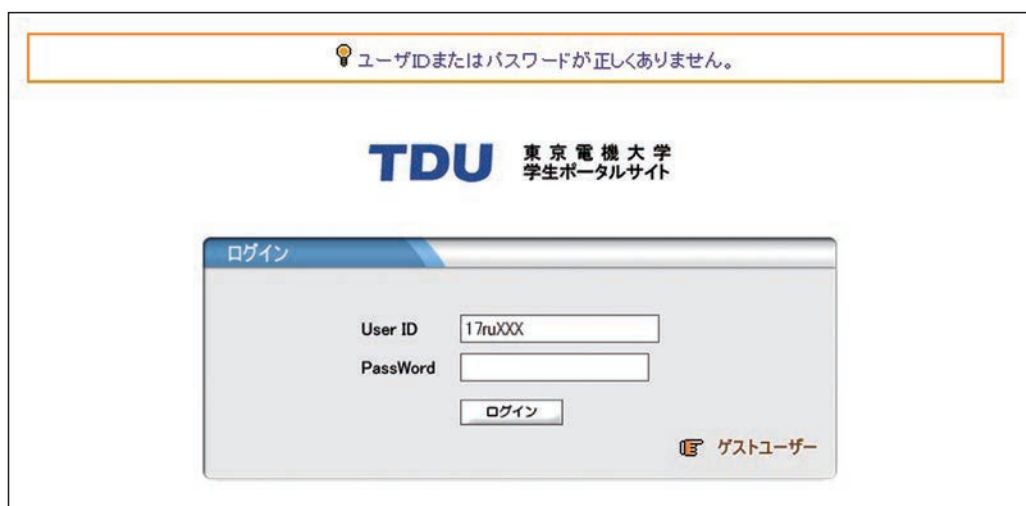 ユーザIDまたはパスワードが正しくありません。
TDU 東京電機大学
学生ポータルサイト
ログイン
User ID 17ruXXX
PassWord
ログイン
ゲストユーザー